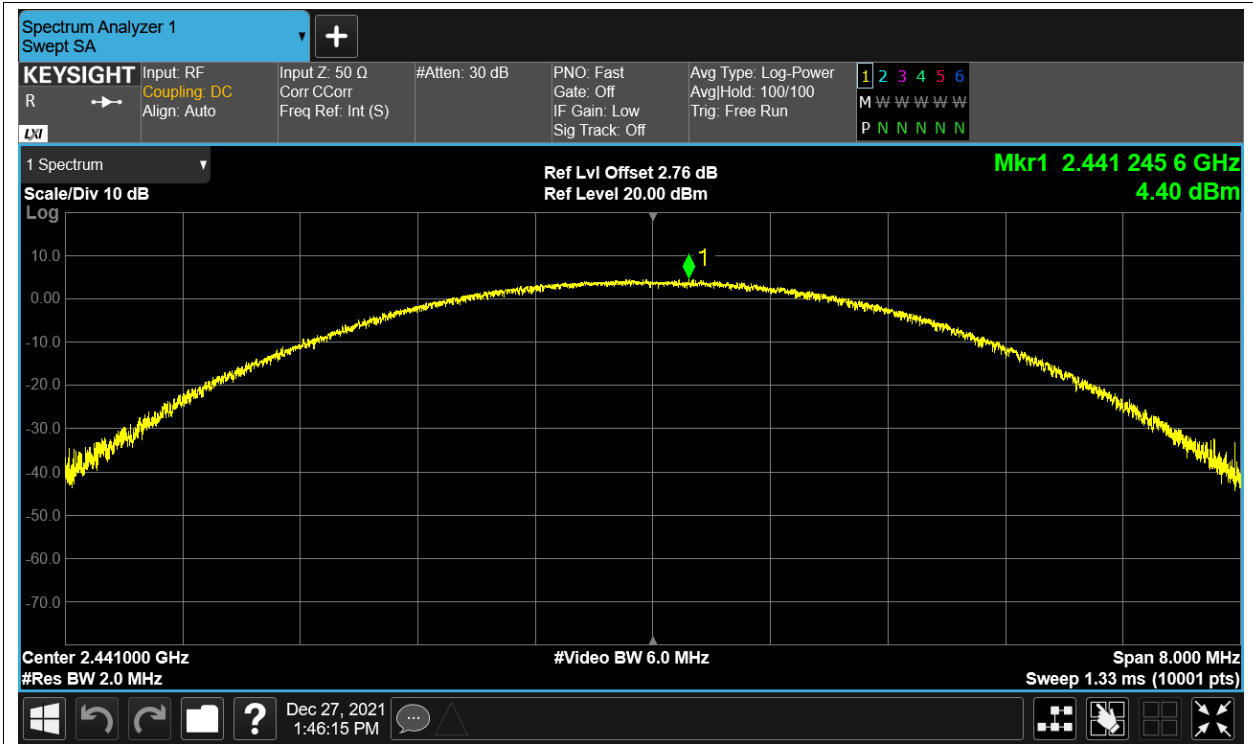 Spectrum Analyzer 1
Swept SA
+
KEYSIGHT
R
LXI
Input: RF
Coupling: DC
Align: Auto
Input Z: 50 Ω
Corr CCorr
Freq Ref: Int (S)
#Atten: 30 dB
PNO: Fast
Gate: Off
IF Gain: Low
Sig Track: Off
Avg Type: Log-Power
Avg|Hold: 100/100
Trig: Free Run
1 2 3 4 5 6
M W W W W W
P N N N N N
1 Spectrum
Scale/Div 10 dB
Log
Ref Lvl Offset 2.76 dB
Ref Level 20.00 dBm
Mkr1 2.441 245 6 GHz
4.40 dBm
1
10.0
0.00
-10.0
-20.0
-30.0
-40.0
-50.0
-60.0
-70.0
Center 2.441000 GHz
#Res BW 2.0 MHz
#Video BW 6.0 MHz
Span 8.000 MHz
Sweep 1.33 ms (10001 pts)
?
Dec 27, 2021
1:46:15 PM